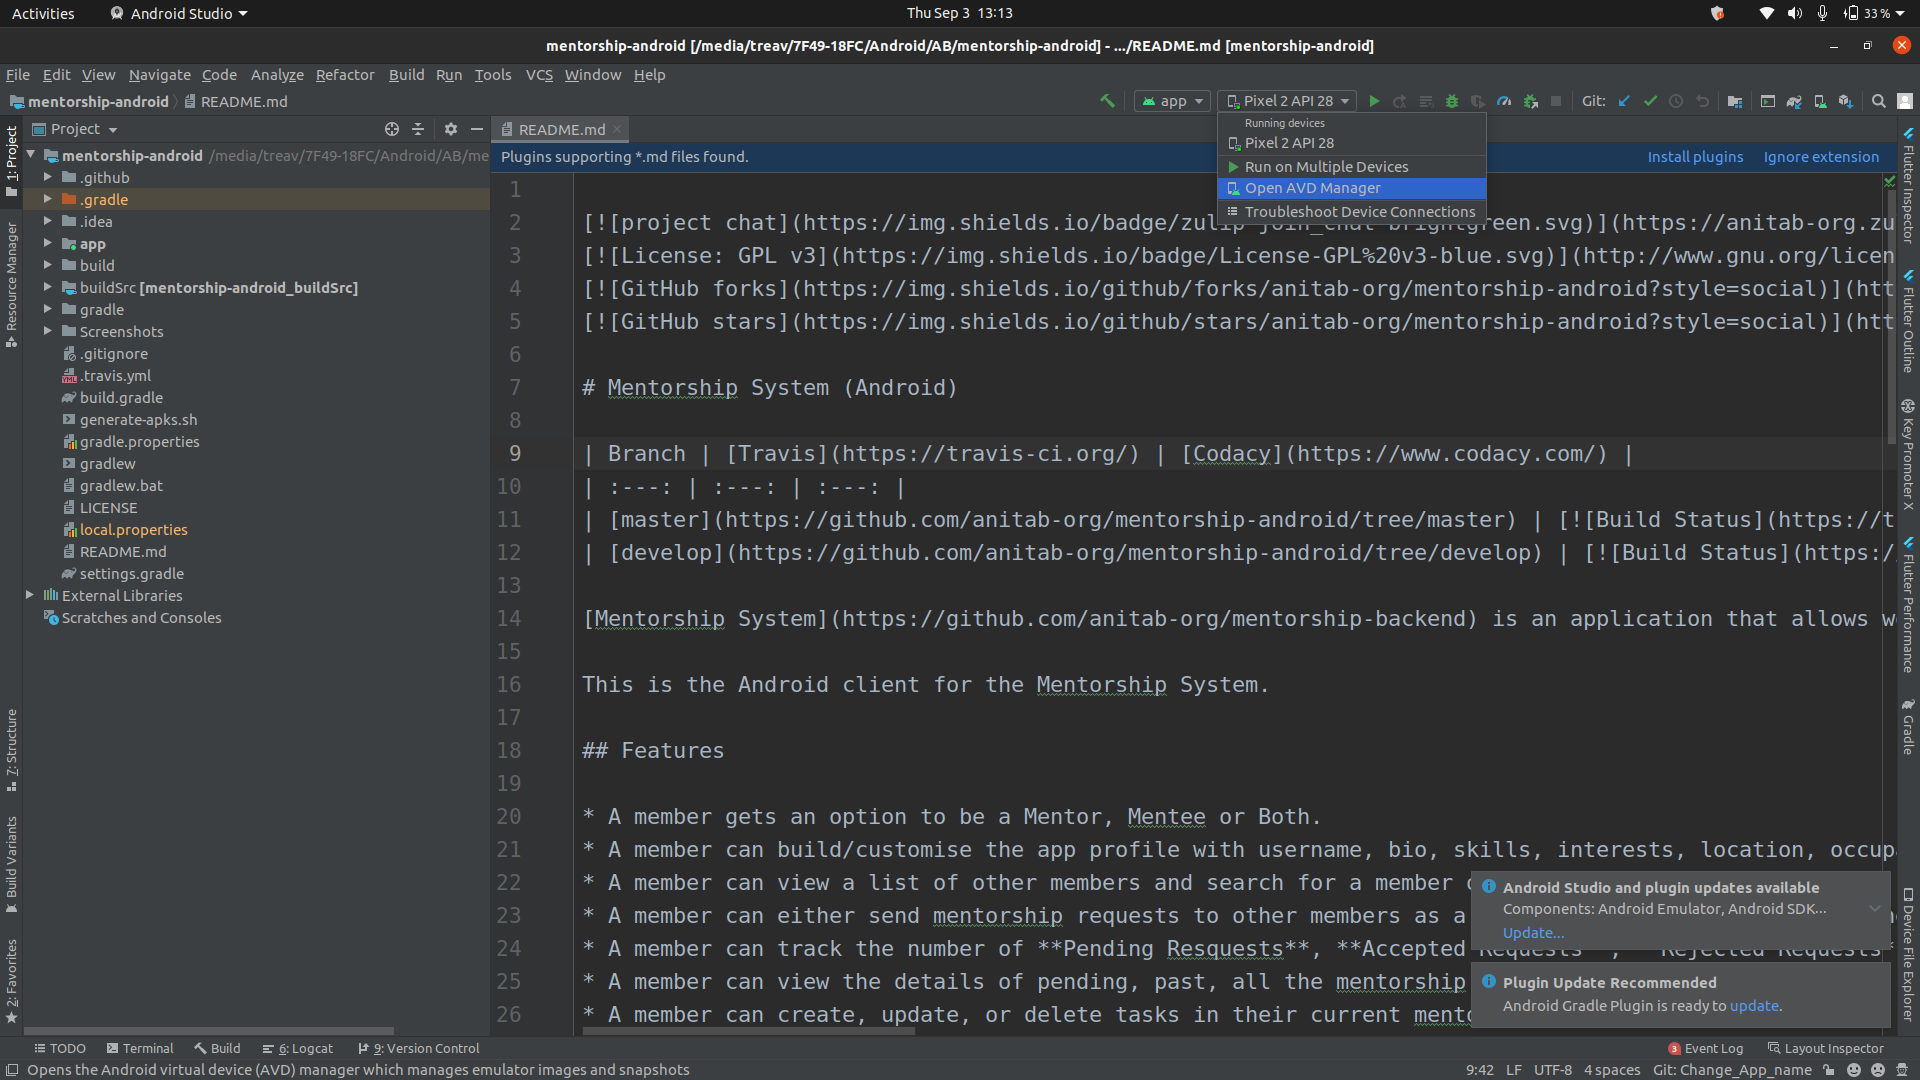 Activities
Android Studio
Thu Sep 3 13:13
33 %
mentorship-android [/media/treav/7F49-18FC/Android/AB/mentorship-android] - .../README.md [mentorship-android]
File Edit View Navigate Code Analyze Refactor Build Run Tools VCS Window Help
mentorship-android README.md
app
Pixel 2 API 28
Git:
Project
README.md
Running devices
Pixel 2 API 28
Run on Multiple Devices
Open AVD Manager
Troubleshoot Device Connections
Plugins supporting *.md files found.
Install plugins Ignore extension
mentorship-android /media/treav/7F49-18FC/Android/AB/me
.github
.gradle
.idea
app
build
buildSrc [mentorship-android_buildSrc]
gradle
Screenshots
.gitignore
.travis.yml
build.gradle
generate-apks.sh
gradle.properties
gradlew
gradlew.bat
LICENSE
local.properties
README.md
settings.gradle
External Libraries
Scratches and Consoles
1: Project
Resource Manager
7: Structure
Build Variants
2: Favorites
1
2 [![project chat](https://img.shields.io/badge/zulip-join_chat-brightgreen.svg)](https://anitab-org.zu
3 [![License: GPL v3](https://img.shields.io/badge/License-GPL%20v3-blue.svg)](http://www.gnu.org/licen
4 [![GitHub forks](https://img.shields.io/github/forks/anitab-org/mentorship-android?style=social)](htt
5 [![GitHub stars](https://img.shields.io/github/stars/anitab-org/mentorship-android?style=social)](htt
6
7 # Mentorship System (Android)
8
9 | Branch | [Travis](https://travis-ci.org/) | [Codacy](https://www.codacy.com/) |
10 | :---: | :---: | :---: |
11 | [master](https://github.com/anitab-org/mentorship-android/tree/master) | [![Build Status](https://t
12 | [develop](https://github.com/anitab-org/mentorship-android/tree/develop) | [![Build Status](https:/
13
14 [Mentorship System](https://github.com/anitab-org/mentorship-backend) is an application that allows w
15
16 This is the Android client for the Mentorship System.
17
18 ## Features
19
20 * A member gets an option to be a Mentor, Mentee or Both.
21 * A member can build/customise the app profile with username, bio, skills, interests, location, occup
22 * A member can view a list of other members and search for a member
23 * A member can either send mentorship requests to other members as a
24 * A member can track the number of **Pending Resquests**, **Accepted Requests**, **Rejected Requests*
25 * A member can view the details of pending, past, all the mentorship
26 * A member can create, update, or delete tasks in their current mento
Android Studio and plugin updates available
Components: Android Emulator, Android SDK...
Update...
Plugin Update Recommended
Android Gradle Plugin is ready to update.
Flutter Inspector
Flutter Outline
Key Promoter X
Flutter Performance
Gradle
Device File Explorer
TODO Terminal Build 6: Logcat 9: Version Control
3 Event Log Layout Inspector
Opens the Android virtual device (AVD) manager which manages emulator images and snapshots
9:42 LF UTF-8 4 spaces Git: Change_App_name